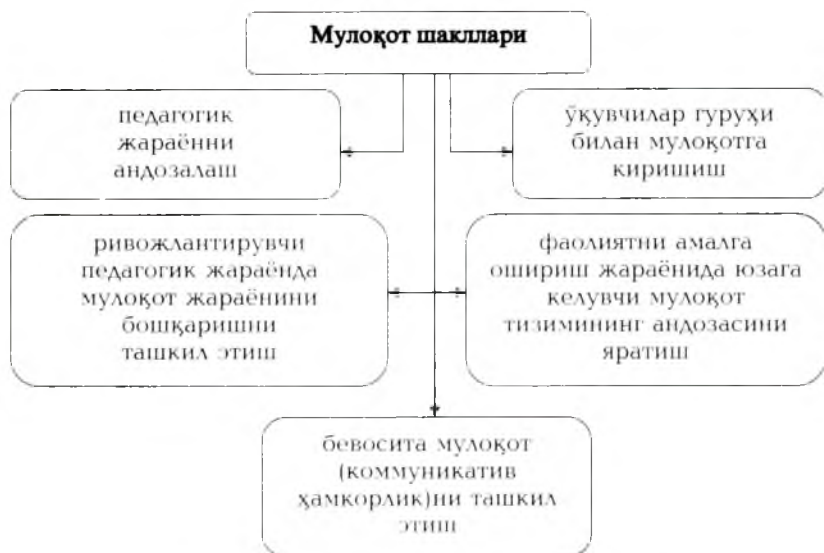 Мулоқот шакллари
педагогик
жараённи
андозалаш
ўқувчилар гуруҳи
билан мулоқотга
киришиш
ривожлантирувчи
педагогик жараёнда
мулоқот жараёнини
бошқаришни
ташкил этиш
фаолиятни амалга
ошириш жараёнида юзага
келувчи мулоқот
тизимининг андозасини
яратиш
бевосита мулоқот
(коммуникатив
ҳамкорлик)ни ташкил
этиш